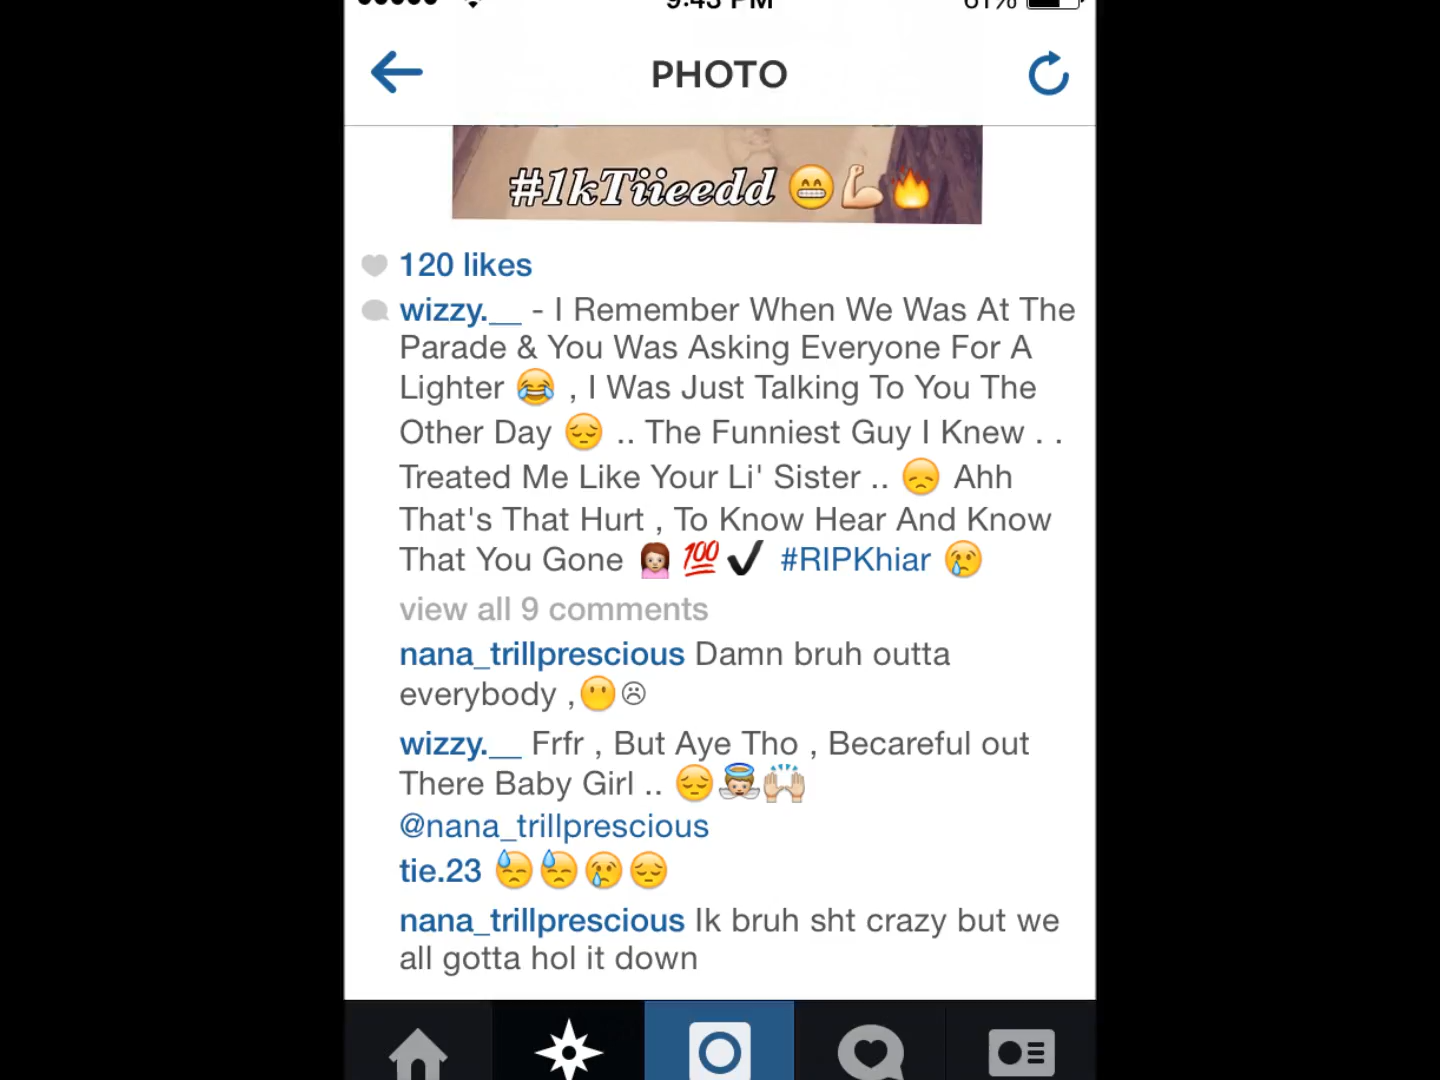 9:43 PM 61%
PHOTO
#1kTiieedd 😁💪🔥
120 likes
wizzy.__ - I Remember When We Was At The
Parade & You Was Asking Everyone For A
Lighter 😂 , I Was Just Talking To You The
Other Day 😔 .. The Funniest Guy I Knew . .
Treated Me Like Your Li' Sister .. 😞 Ahh
That's That Hurt , To Know Hear And Know
That You Gone 🙍💯✔ #RIPKhiar 😢
view all 9 comments
nana_trillprescious Damn bruh outta
everybody ,😶☹
wizzy.__ Frfr , But Aye Tho , Becareful out
There Baby Girl .. 😔👼🙌
@nana_trillprescious
tie.23 😓😓😢😔
nana_trillprescious Ik bruh sht crazy but we
all gotta hol it down